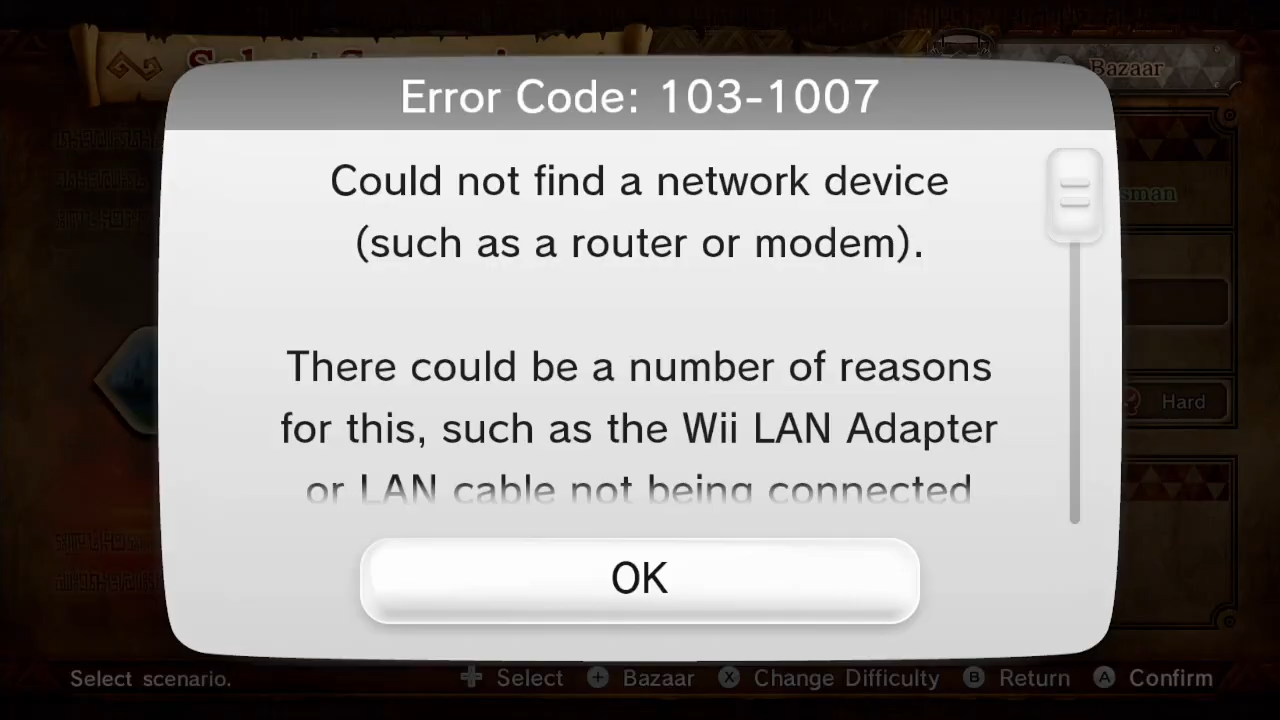 Error Code: 103-1007
Bazaar
Could not find a network device
(such as a router or modem).
There could be a number of reasons
for this, such as the Wii LAN Adapter
or LAN cable not being connected
Hard
OK
Select scenario.
Select
Bazaar
Change Difficulty
Return
Confirm